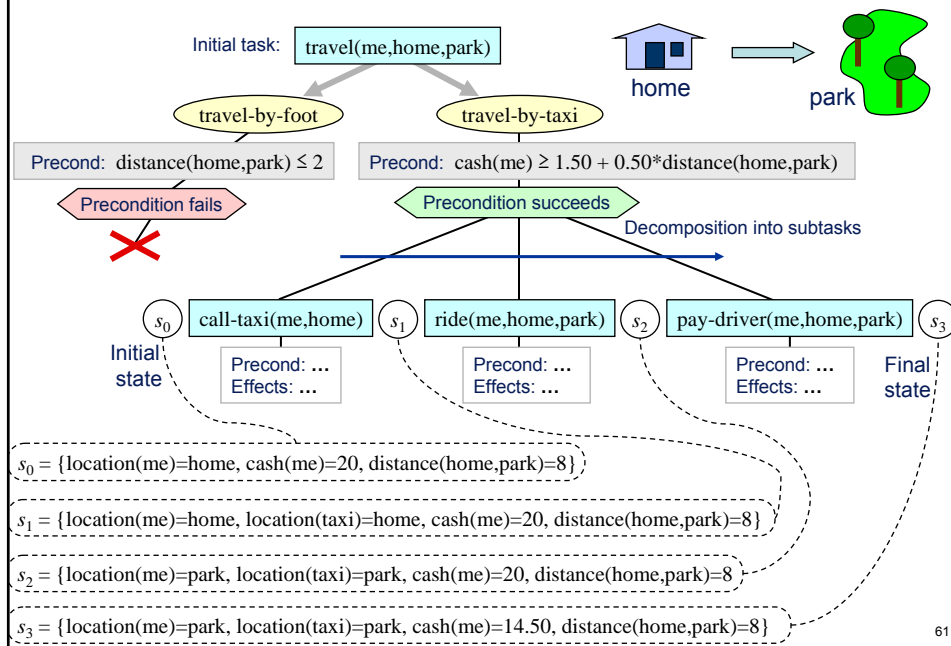 Initial task: travel(me,home,park)
home
park
travel-by-foot
travel-by-taxi
Precond: distance(home,park) ≤ 2
Precond: cash(me) ≥ 1.50 + 0.50*distance(home,park)
Precondition fails
Precondition succeeds
Decomposition into subtasks
s0
call-taxi(me,home)
s1
ride(me,home,park)
s2
pay-driver(me,home,park)
s3
Initial
state
Precond: ...
Effects: ...
Precond: ...
Effects: ...
Precond: ...
Effects: ...
Final
state
s0 = {location(me)=home, cash(me)=20, distance(home,park)=8}
s1 = {location(me)=home, location(taxi)=home, cash(me)=20, distance(home,park)=8}
s2 = {location(me)=park, location(taxi)=park, cash(me)=20, distance(home,park)=8
s3 = {location(me)=park, location(taxi)=park, cash(me)=14.50, distance(home,park)=8}
61